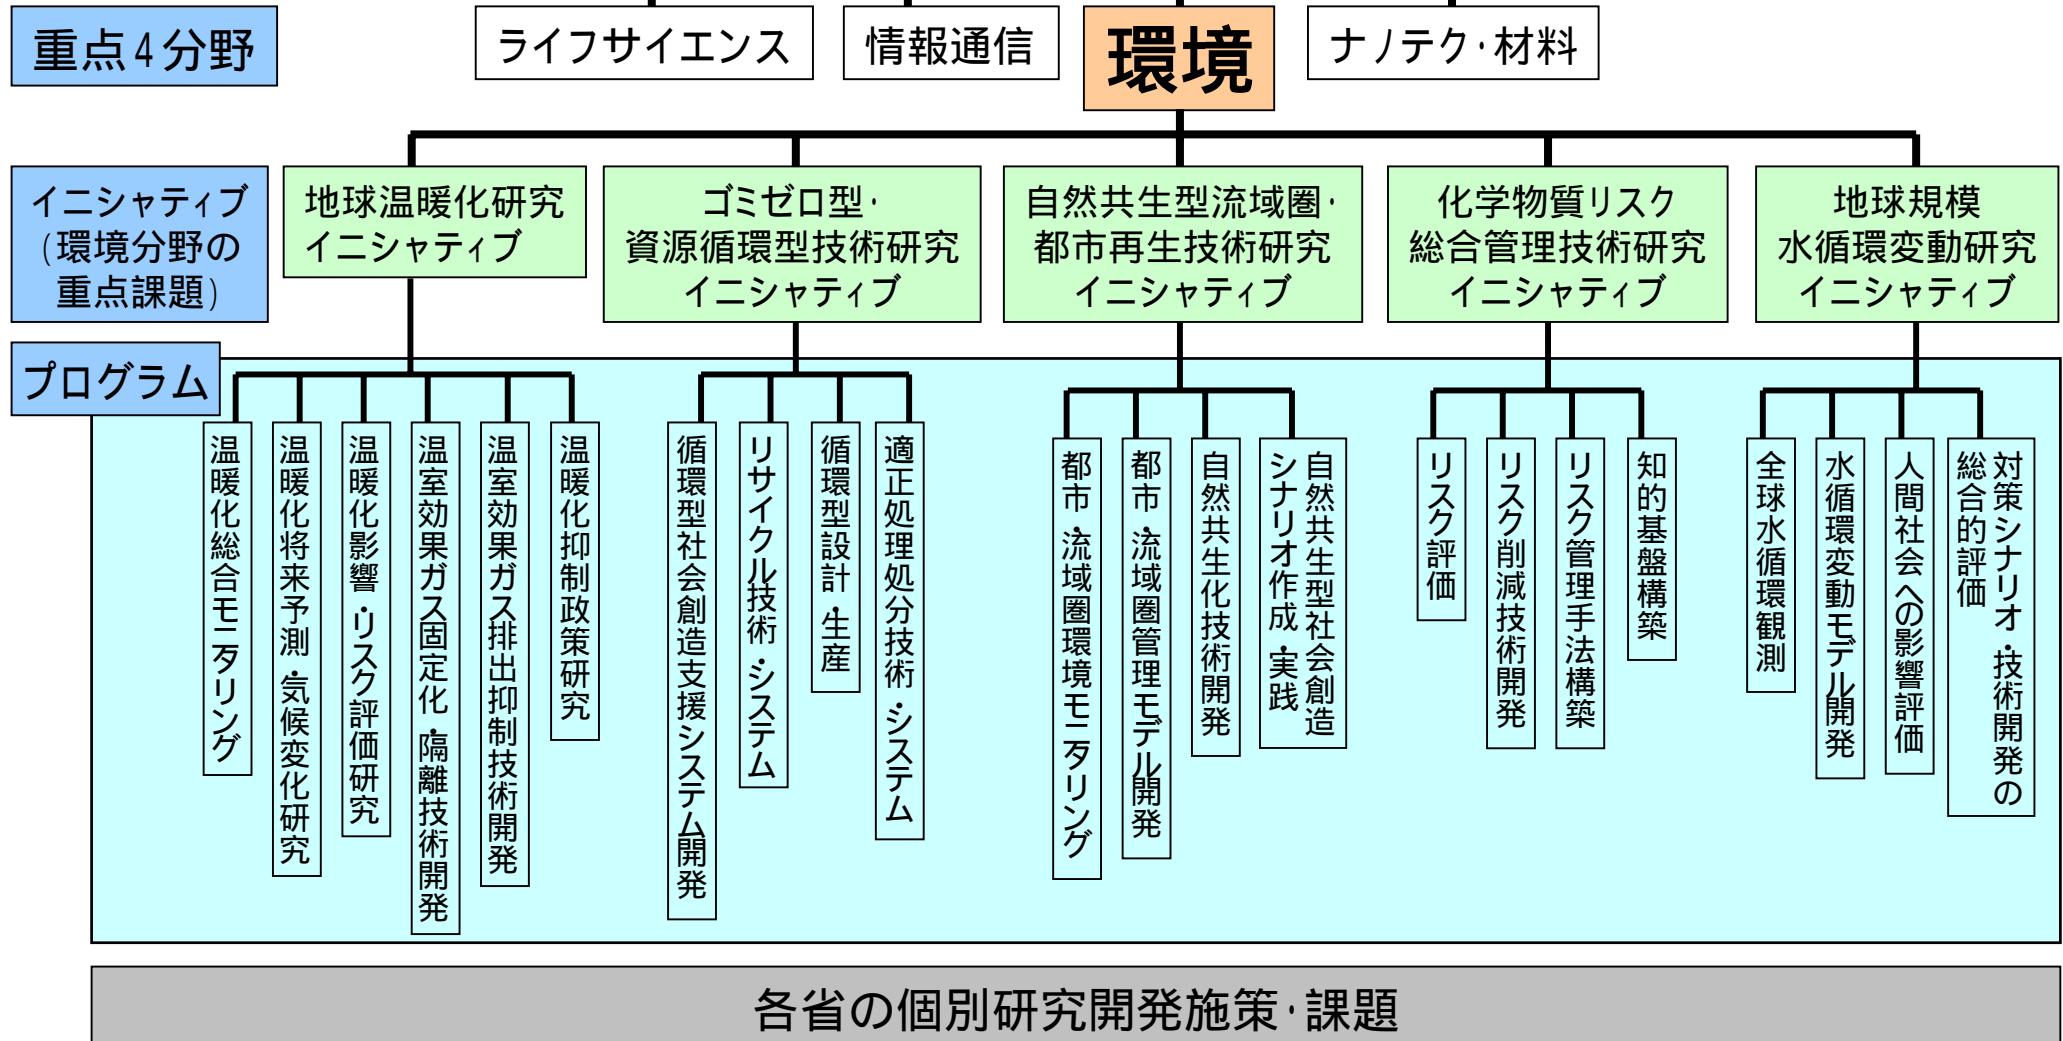 重点4分野
ライフサイエンス
情報通信
環境
ナノテク・材料
イニシャティブ
(環境分野の
重点課題)
地球温暖化研究
イニシャティブ
ゴミゼロ型・
資源循環型技術研究
イニシャティブ
自然共生型流域圏・
都市再生技術研究
イニシャティブ
化学物質リスク
総合管理技術研究
イニシャティブ
地球規模
水循環変動研究
イニシャティブ
プログラム
温暖化総合モニタリング
温暖化将来予測・気候変化研究
温暖化影響・リスク評価研究
温室効果ガス固定化・隔離技術開発
温室効果ガス排出抑制技術開発
温暖化抑制政策研究
循環型社会創造支援システム開発
リサイクル技術・システム
循環型設計・生産
適正処理処分技術・システム
都市・流域圏環境モニタリング
都市・流域圏管理モデル開発
自然共生化技術開発
自然共生型社会創造
シナリオ作成・実践
リスク評価
リスク削減技術開発
リスク管理手法構築
知的基盤構築
全球水循環観測
水循環変動モデル開発
人間社会への影響評価
対策シナリオ・技術開発の
総合的評価
各省の個別研究開発施策・課題